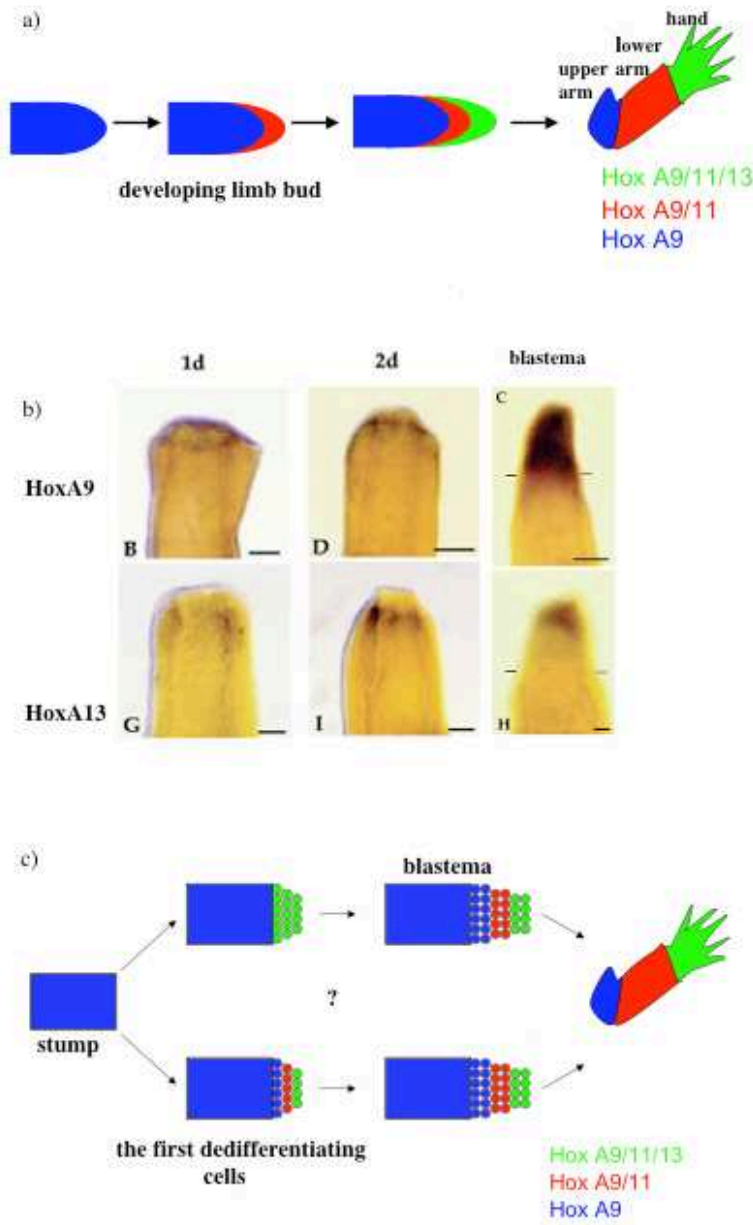 a)
hand
lower
arm
upper
arm
developing limb bud
Hox A9/11/13
Hox A9/11
Hox A9
1d
2d
blastema
b)
C
HoxA9
B
D
HoxA13
G
I
H
c)
blastema
?
stump
the first dedifferentiating
cells
Hox A9/11/13
Hox A9/11
Hox A9